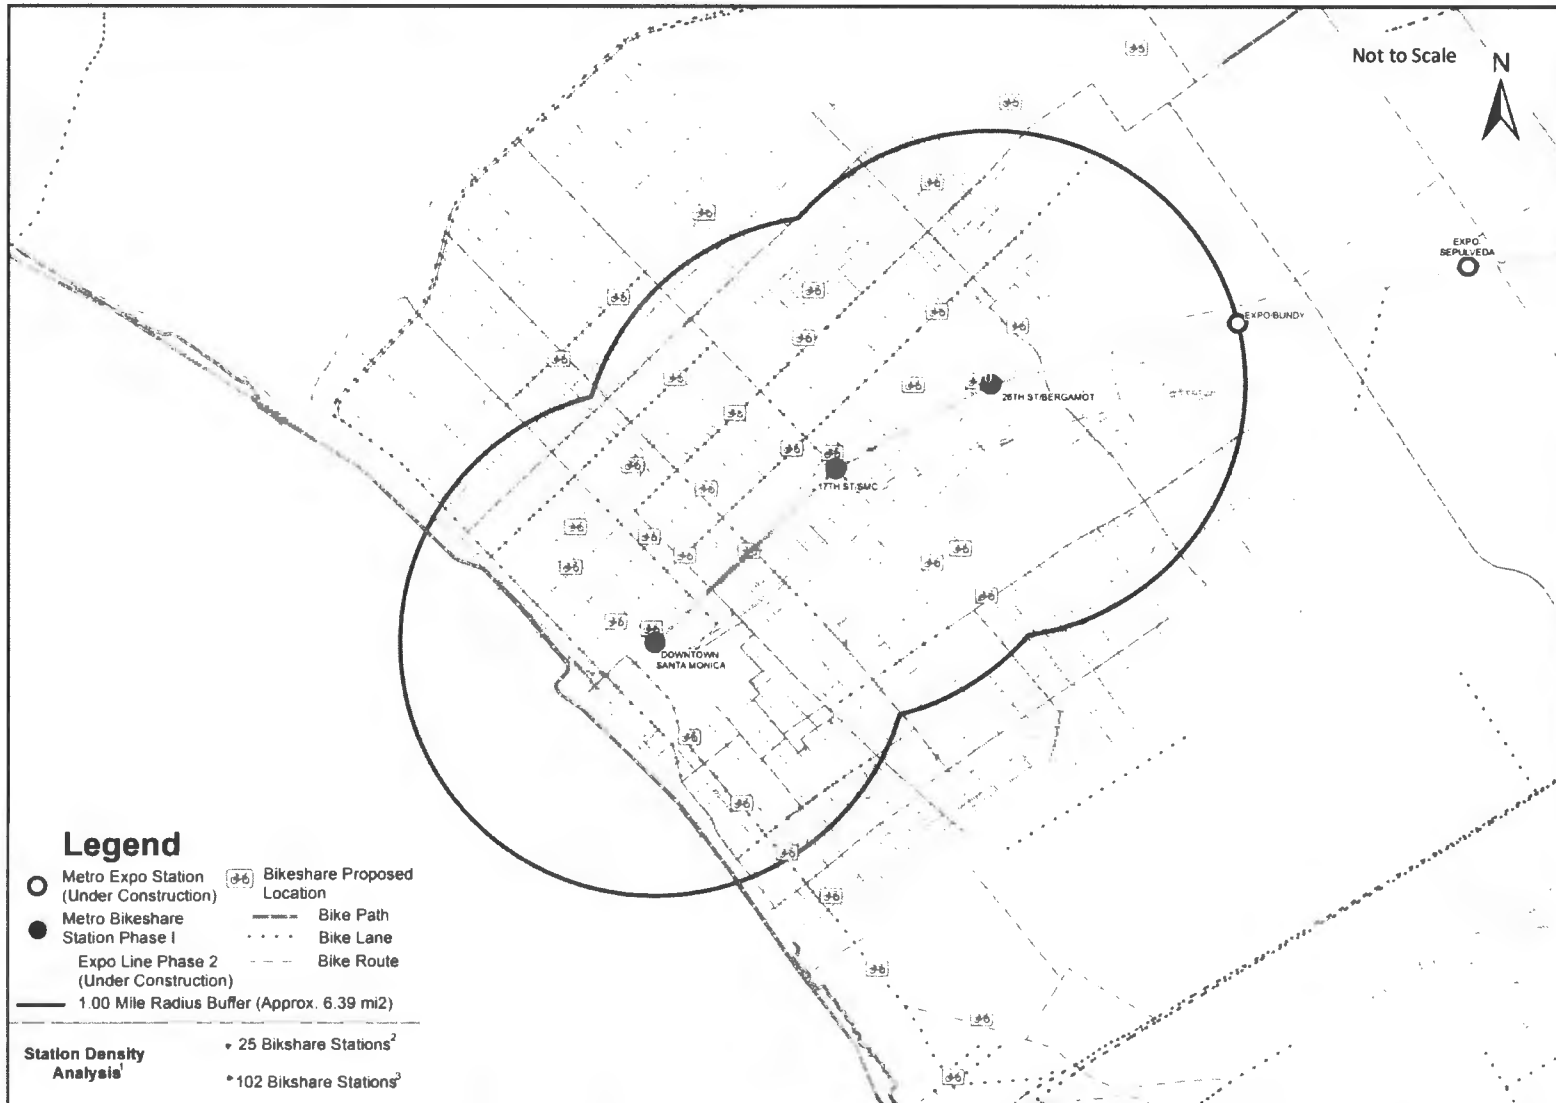 Not to Scale
N
EXPO
SEPULVEDA
EXPO/BUNDY
26TH ST/BERGAMOT
17TH ST/SMC
DOWNTOWN
SANTA MONICA
Legend
Metro Expo Station
(Under Construction)
Bikeshare Proposed
Location
Metro Bikeshare
Station Phase I
Bike Path
Bike Lane
Expo Line Phase 2
(Under Construction)
Bike Route
1.00 Mile Radius Buffer (Approx. 6.39 mi2)
Station Density
Analysis¹
25 Bikshare Stations²
102 Bikshare Stations³